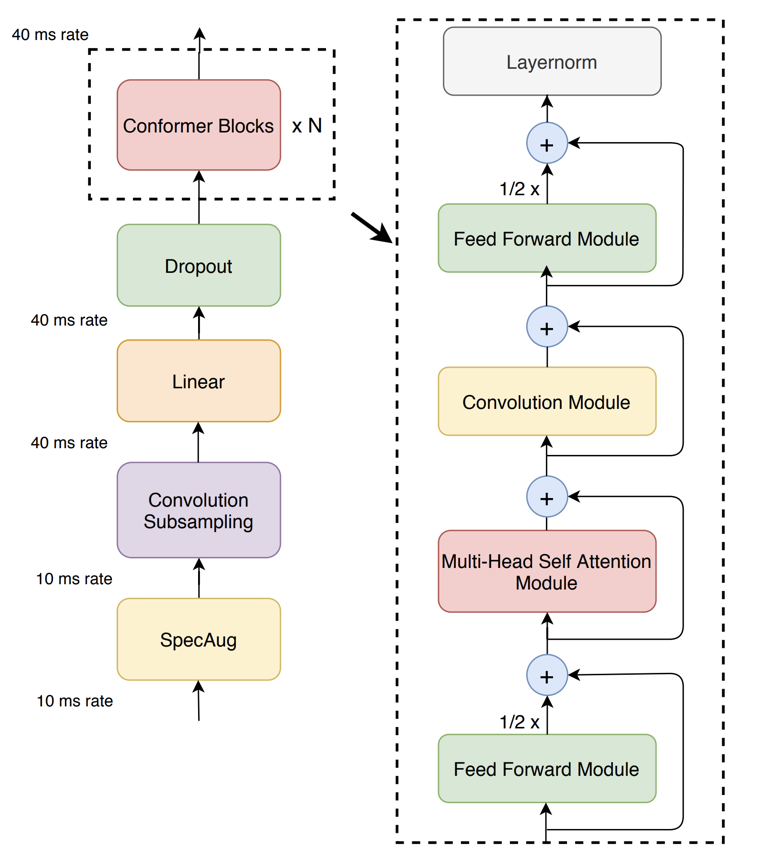 40 ms rate
Conformer Blocks
x N
Dropout
40 ms rate
Linear
40 ms rate
Convolution
Subsampling
10 ms rate
SpecAug
10 ms rate
Layernorm
+
1/2 x
Feed Forward Module
+
Convolution Module
+
Multi-Head Self Attention
Module
+
1/2 x
Feed Forward Module